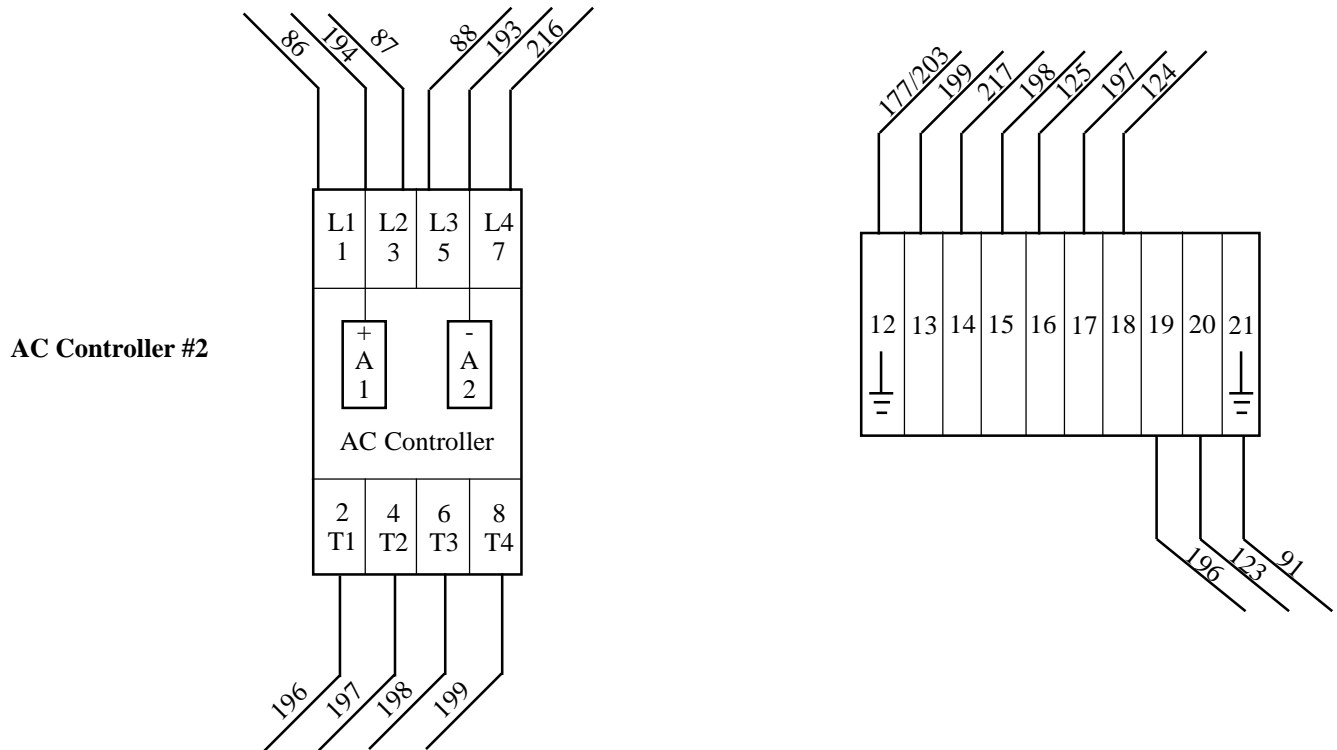 86 194 87 88 193 216
177/203 199 217 198 125 197 124
L1 L2 L3 L4
1 3 5 7
12 13 14 15 16 17 18 19 20 21
AC Controller #2
+ -
A A
1 2
AC Controller
2 4 6 8
T1 T2 T3 T4
196 123 91
196 197 198 199